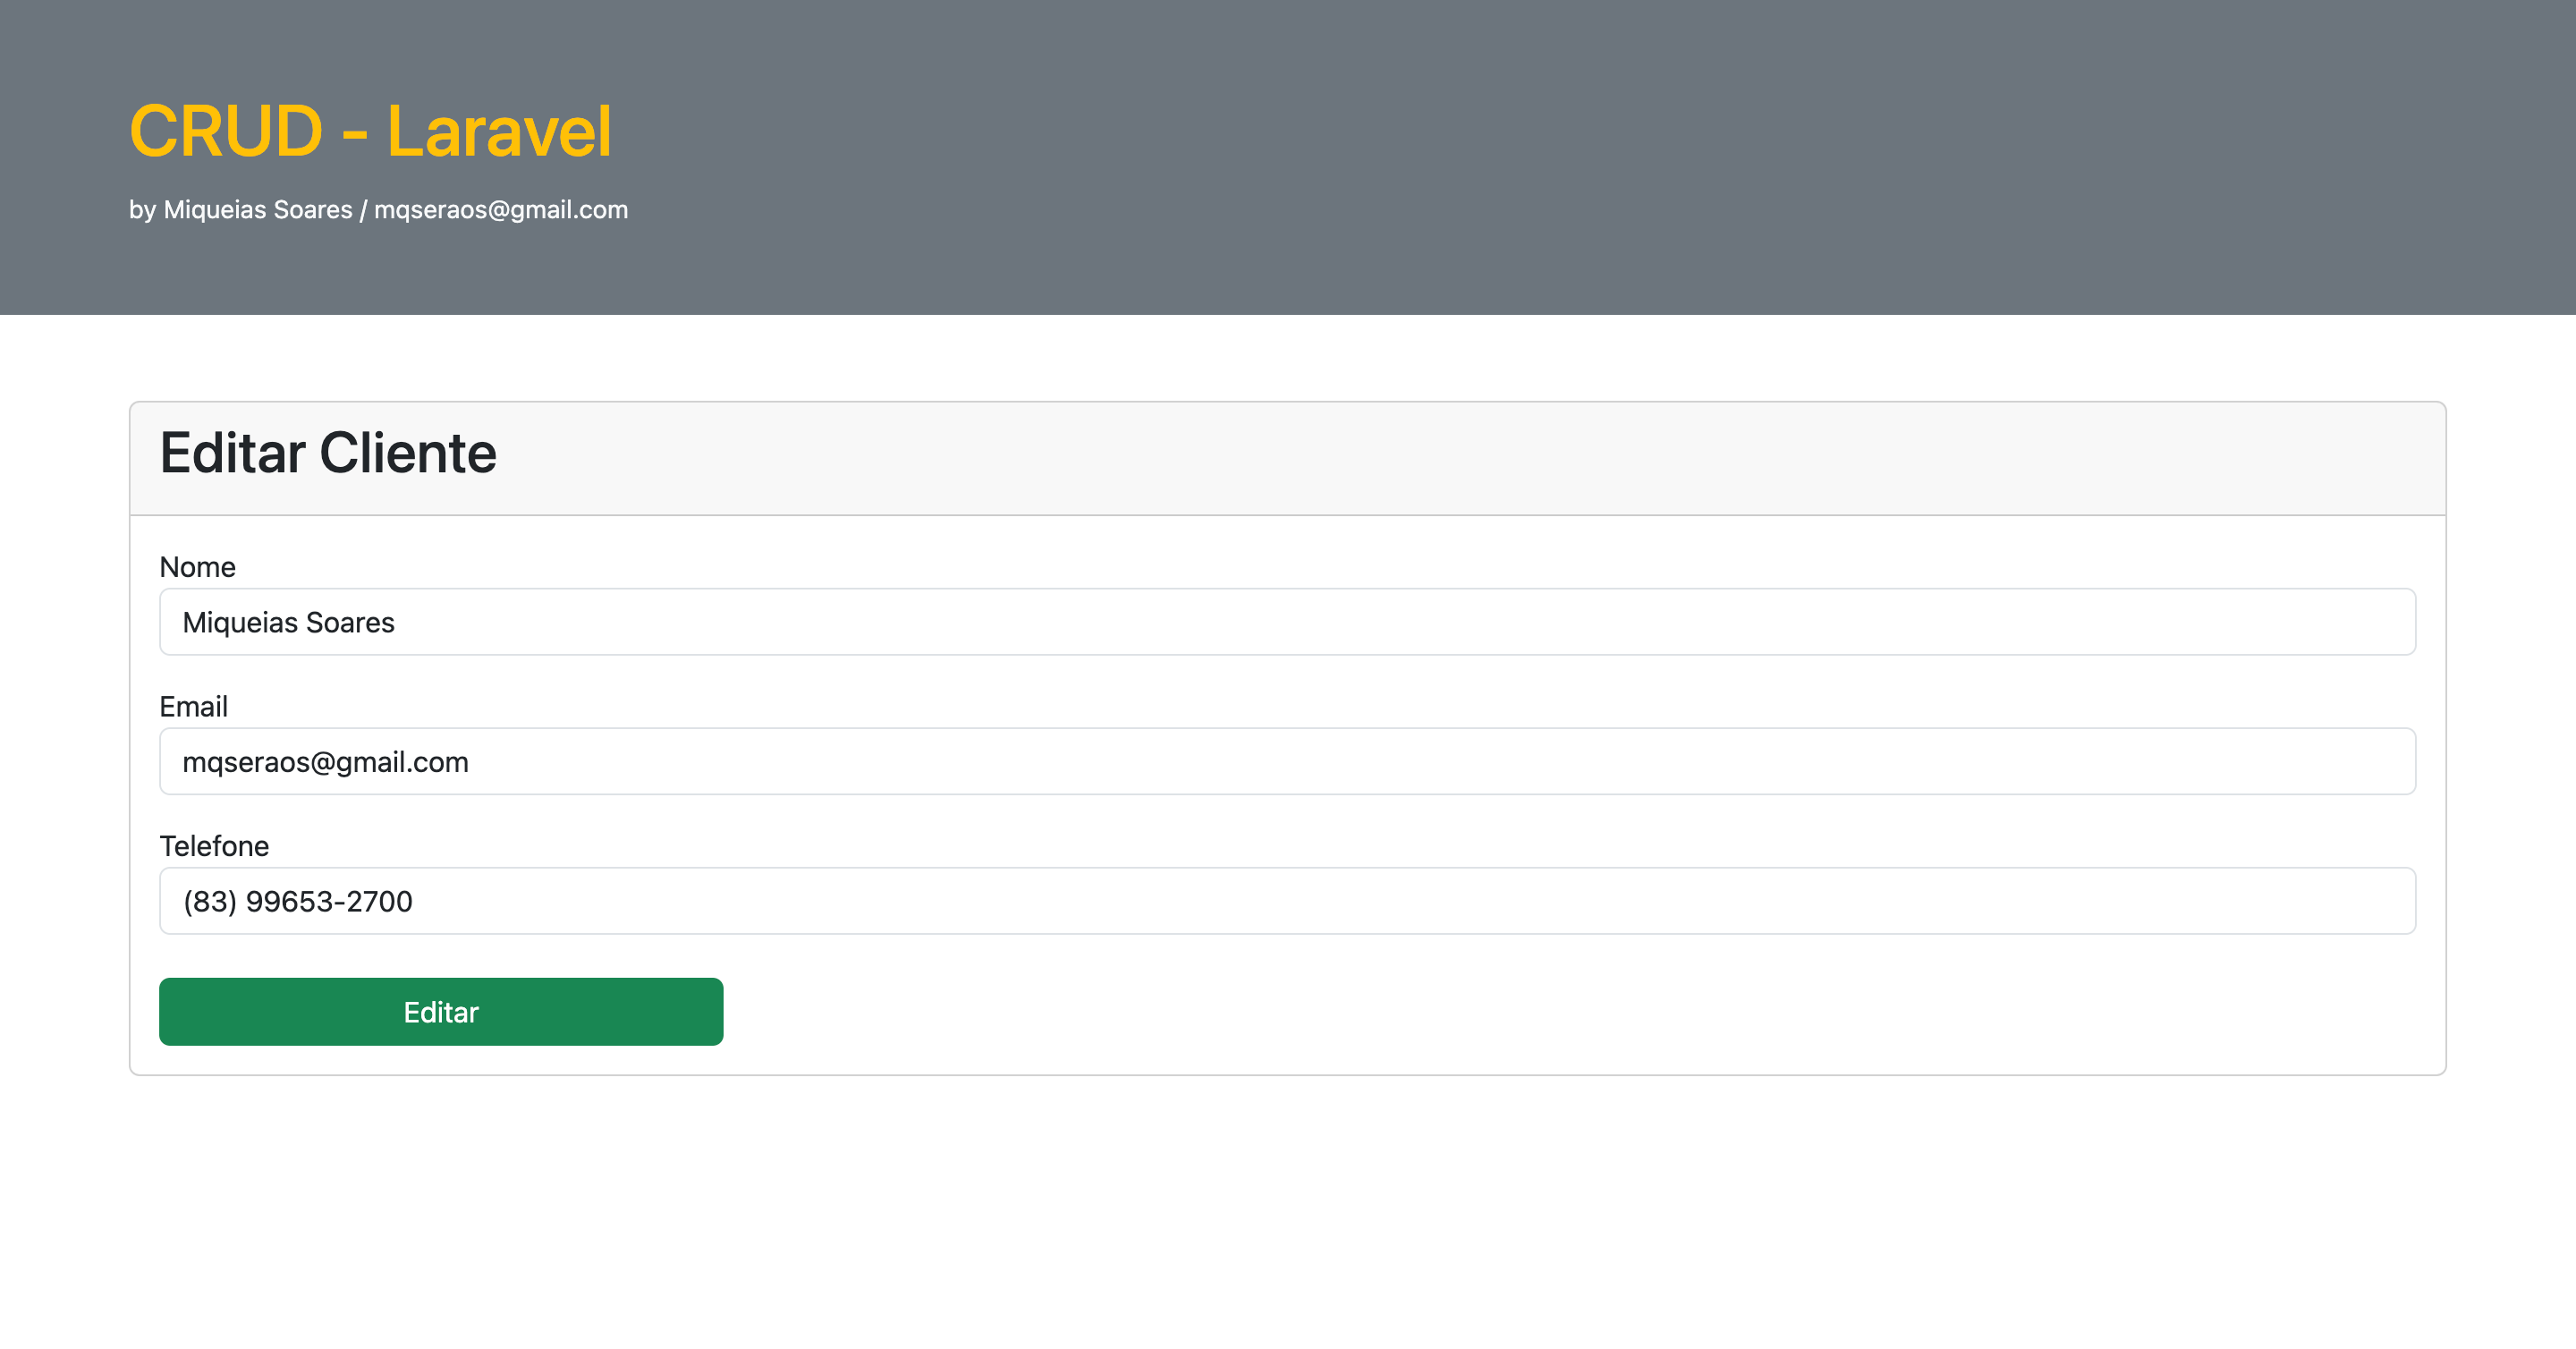 CRUD - Laravel
by Miqueias Soares / mqseraos@gmail.com
Editar Cliente
Nome
Miqueias Soares
Email
mqseraos@gmail.com
Telefone
(83) 99653-2700
Editar